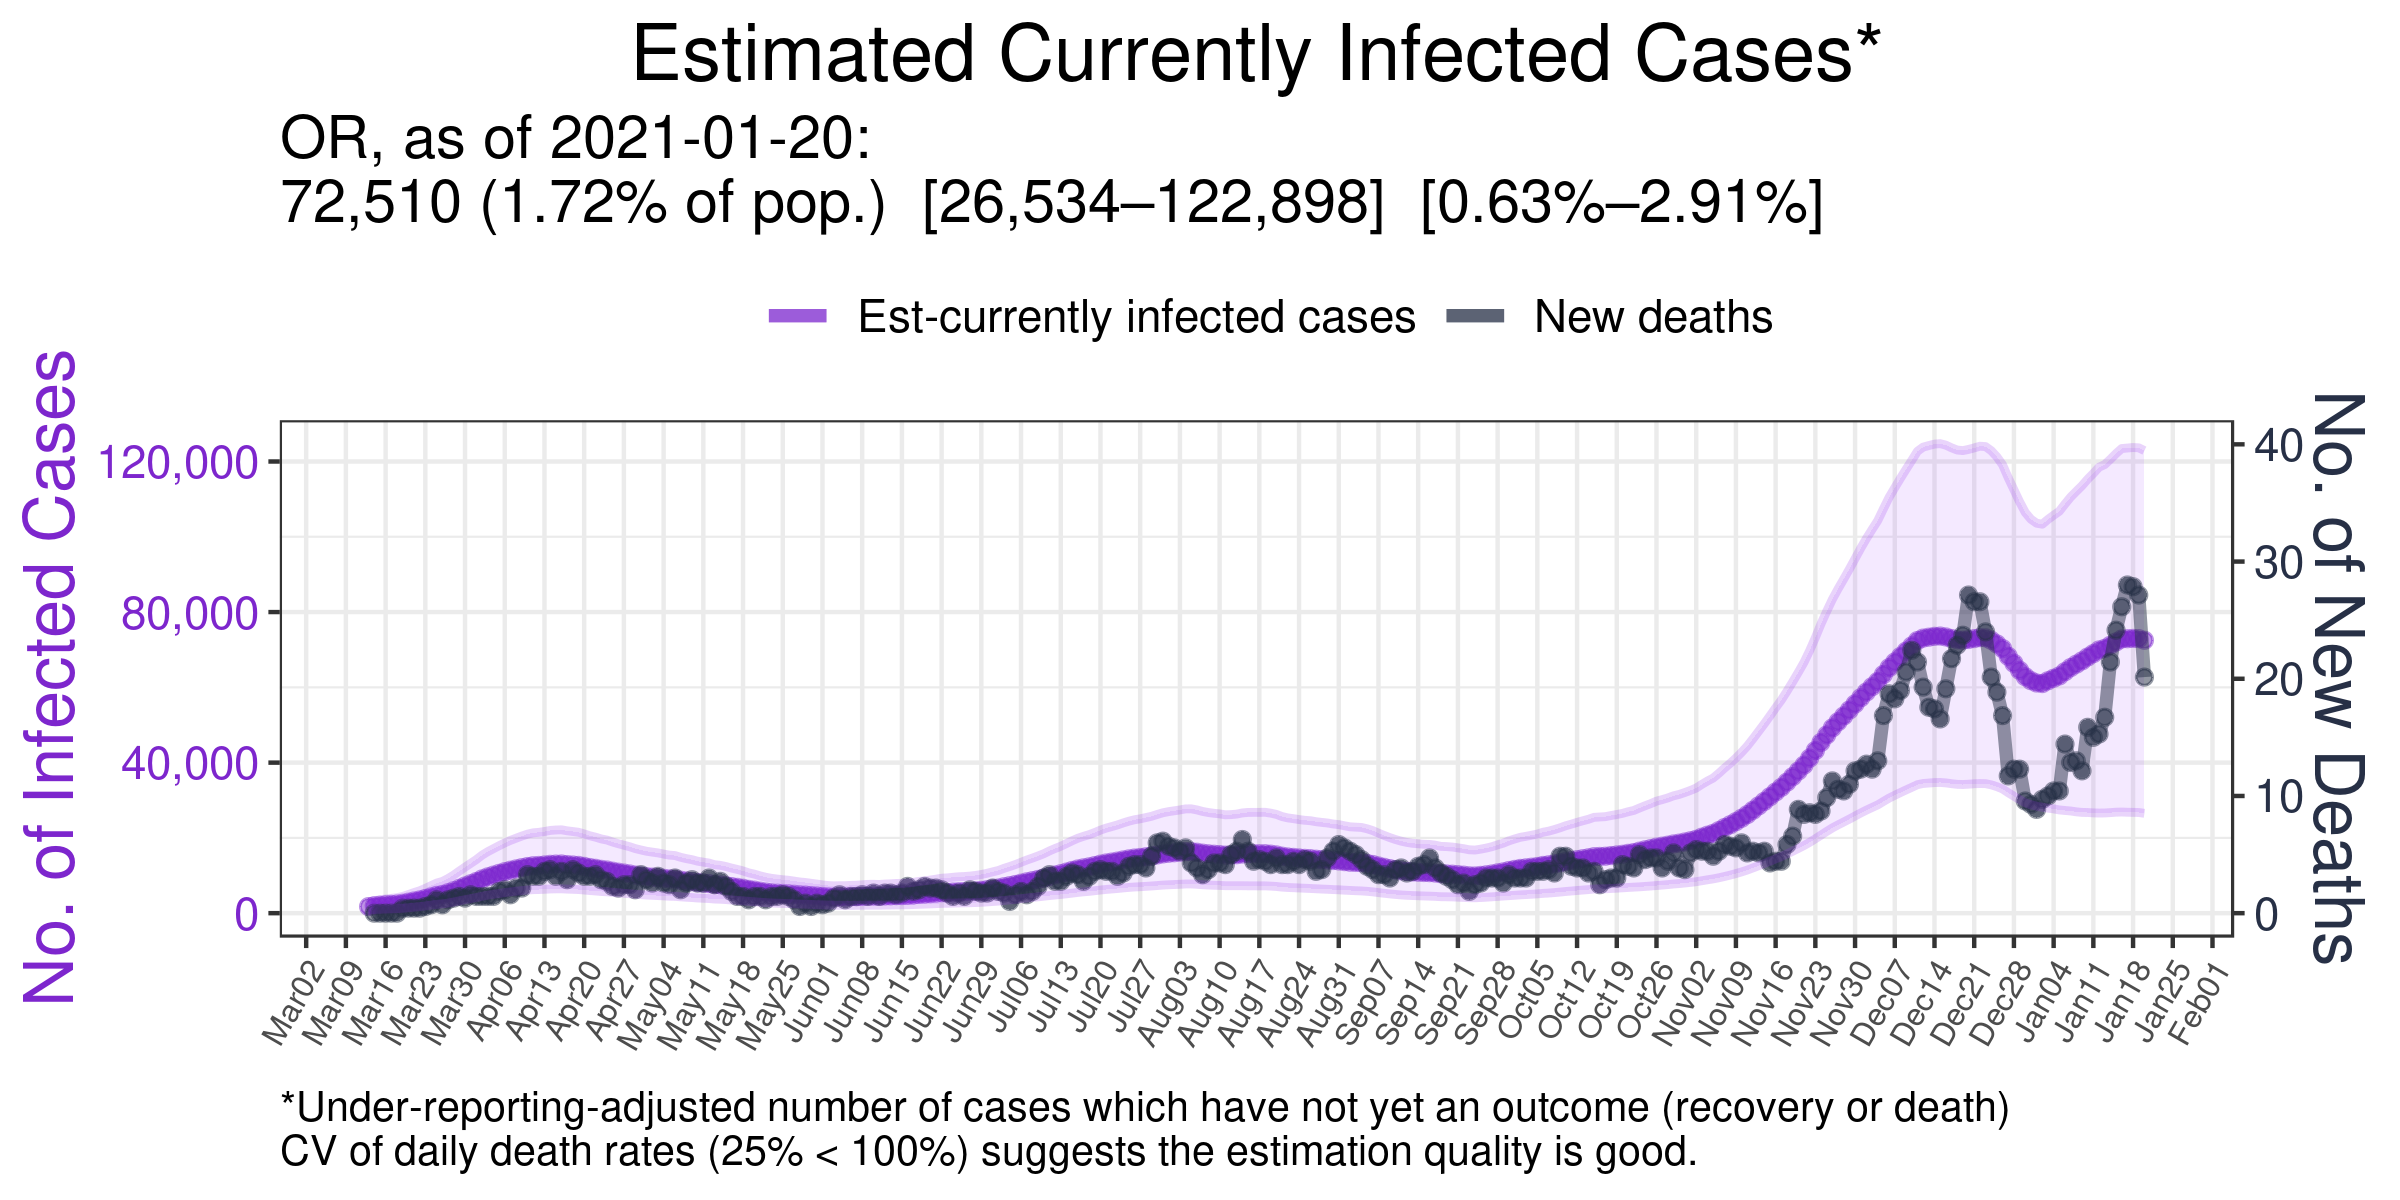 Estimated Currently Infected Cases*
OR, as of 2021-01-20:
72,510 (1.72% of pop.) [26,534–122,898] [0.63%–2.91%]
Est-currently infected cases New deaths
No. of Infected Cases
120,000
80,000
40,000
0
40
30
20
10
0
No. of New Deaths
Mar02 Mar09 Mar16 Mar23 Mar30 Apr06 Apr13 Apr20 Apr27 May04 May11 May18 May25 Jun01 Jun08 Jun15 Jun22 Jun29 Jul06 Jul13 Jul20 Jul27 Aug03 Aug10 Aug17 Aug24 Aug31 Sep07 Sep14 Sep21 Sep28 Oct05 Oct12 Oct19 Oct26 Nov02 Nov09 Nov16 Nov23 Nov30 Dec07 Dec14 Dec21 Dec28 Jan04 Jan11 Jan18 Jan25 Feb01
*Under-reporting-adjusted number of cases which have not yet an outcome (recovery or death)
CV of daily death rates (25% < 100%) suggests the estimation quality is good.